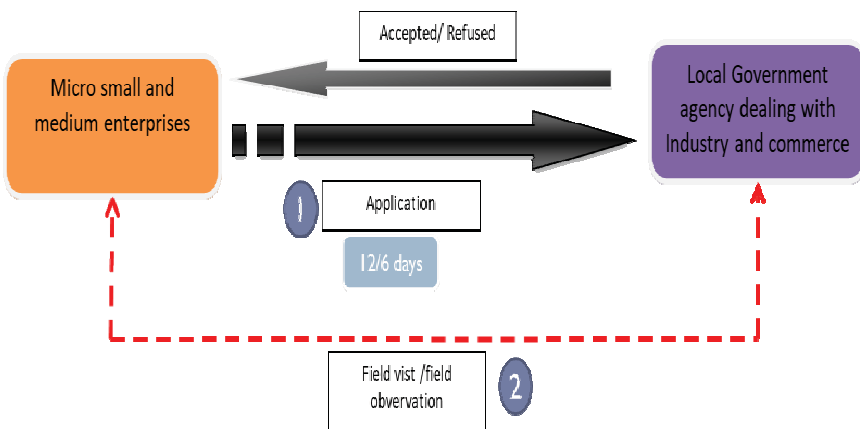 Accepted/ Refused
Micro small and
medium enterprises
Local Government
agency dealing with
Industry and commerce
1
Application
12/6 days
Field vist /field
obvervation
2